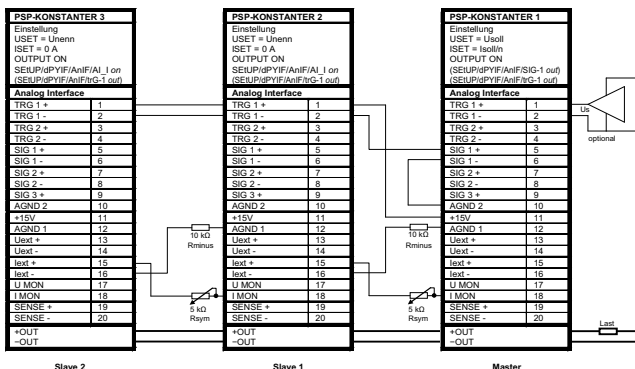 PSP-KONSTANTER 3
Einstellung
USET = Unenn
ISET = 0 A
OUTPUT ON
SEtUP/dPYIF/AnIF/AI_I on
(SEtUP/dPYIF/AnIF/trG-1 out)
Analog Interface
TRG 1 + 1
TRG 1 - 2
TRG 2 + 3
TRG 2 - 4
SIG 1 + 5
SIG 1 - 6
SIG 2 + 7
SIG 2 - 8
SIG 3 + 9
AGND 2 10
+15V 11
AGND 1 12
Uext + 13
Uext - 14
Iext + 15
Iext - 16
U MON 17
I MON 18
SENSE + 19
SENSE - 20
+OUT
−OUT
Slave 2
10 kΩ
Rminus
5 kΩ
Rsym
PSP-KONSTANTER 2
Einstellung
USET = Unenn
ISET = 0 A
OUTPUT ON
SEtUP/dPYIF/AnIF/AI_I on
(SEtUP/dPYIF/AnIF/trG-1 out)
Analog Interface
TRG 1 + 1
TRG 1 - 2
TRG 2 + 3
TRG 2 - 4
SIG 1 + 5
SIG 1 - 6
SIG 2 + 7
SIG 2 - 8
SIG 3 + 9
AGND 2 10
+15V 11
AGND 1 12
Uext + 13
Uext - 14
Iext + 15
Iext - 16
U MON 17
I MON 18
SENSE + 19
SENSE - 20
+OUT
−OUT
Slave 1
10 kΩ
Rminus
5 kΩ
Rsym
PSP-KONSTANTER 1
Einstellung
USET = Usoll
ISET = Isoll/n
OUTPUT ON
(SEtUP/dPYIF/AnIF/SIG-1 out)
(SEtUP/dPYIF/AnIF/trG-1 out)
Analog Interface
TRG 1 + 1
TRG 1 - 2
TRG 2 + 3
TRG 2 - 4
SIG 1 + 5
SIG 1 - 6
SIG 2 + 7
SIG 2 - 8
SIG 3 + 9
AGND 2 10
+15V 11
AGND 1 12
Uext + 13
Uext - 14
Iext + 15
Iext - 16
U MON 17
I MON 18
SENSE + 19
SENSE - 20
+OUT
−OUT
Master
Us
optional
Last